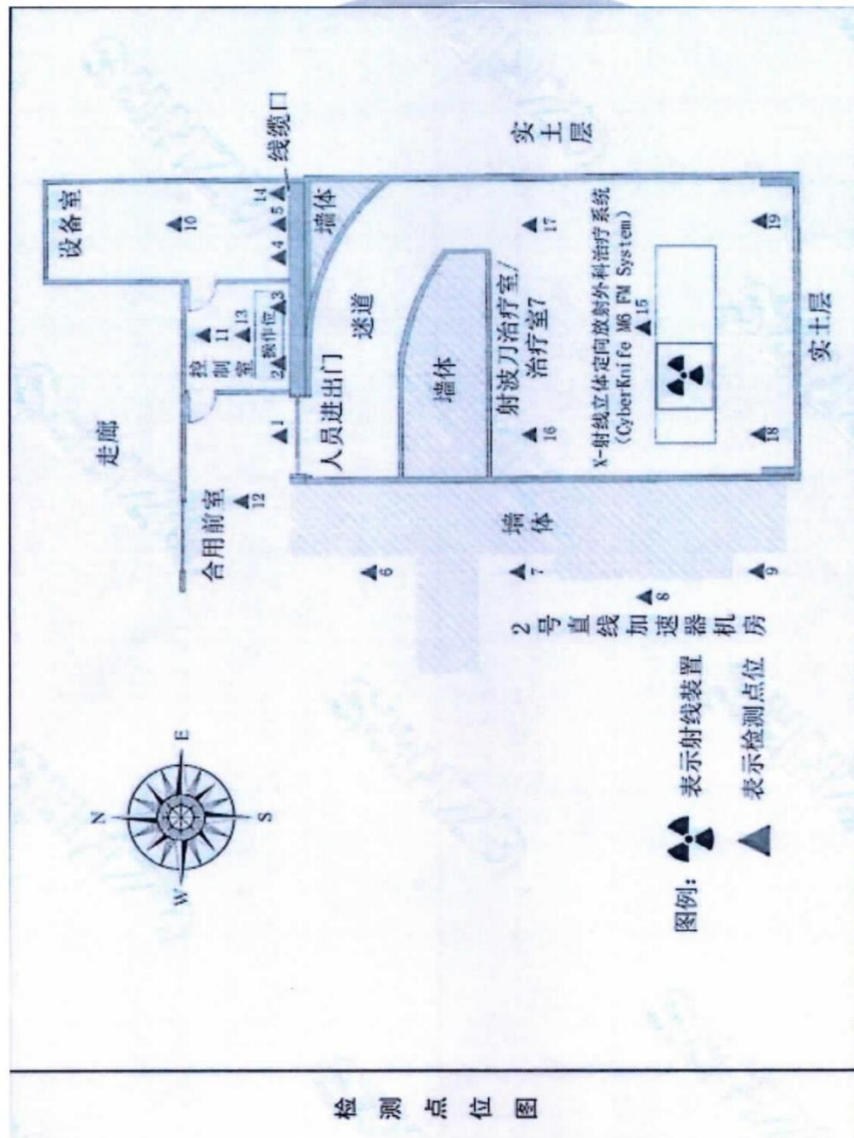 检测点位图
N
W
E
S
走廊
设备室
10
控制室
11
13
操作位
2
3
4
5
14
线缆口
合用前室
12
1
人员进出门
墙体
迷道
墙体
实土层
6
墙体
7
16
射波刀治疗室/
治疗室7
17
2号直线加速器机房
8
X-射线立体定向放射外科治疗系统
(CyberKnife M6 FM System)
15
9
18
19
实土层
图例：
表示射线装置
表示检测点位